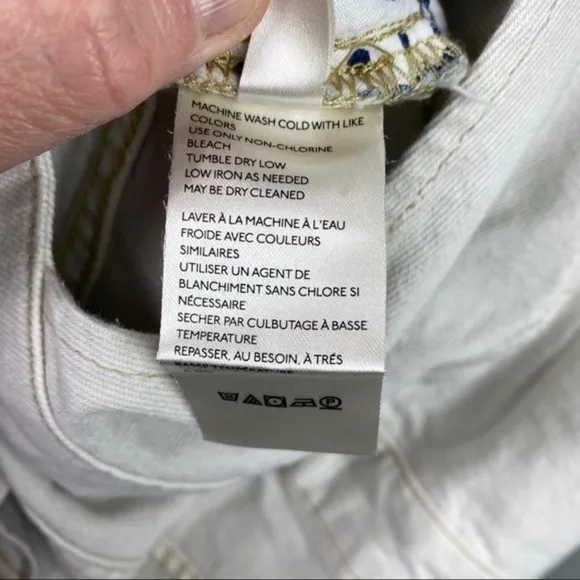 MACHINE WASH COLD WITH LIKE
COLORS
USE ONLY NON-CHLORINE
BLEACH
TUMBLE DRY LOW
LOW IRON AS NEEDED
MAY BE DRY CLEANED
LAVER À LA MACHINE À L'EAU
FROIDE AVEC COULEURS
SIMILAIRES
UTILISER UN AGENT DE
BLANCHIMENT SANS CHLORE SI
NÉCESSAIRE
SECHER PAR CULBUTAGE À BASSE
TEMPERATURE
REPASSER, AU BESOIN, À TRÉS
P